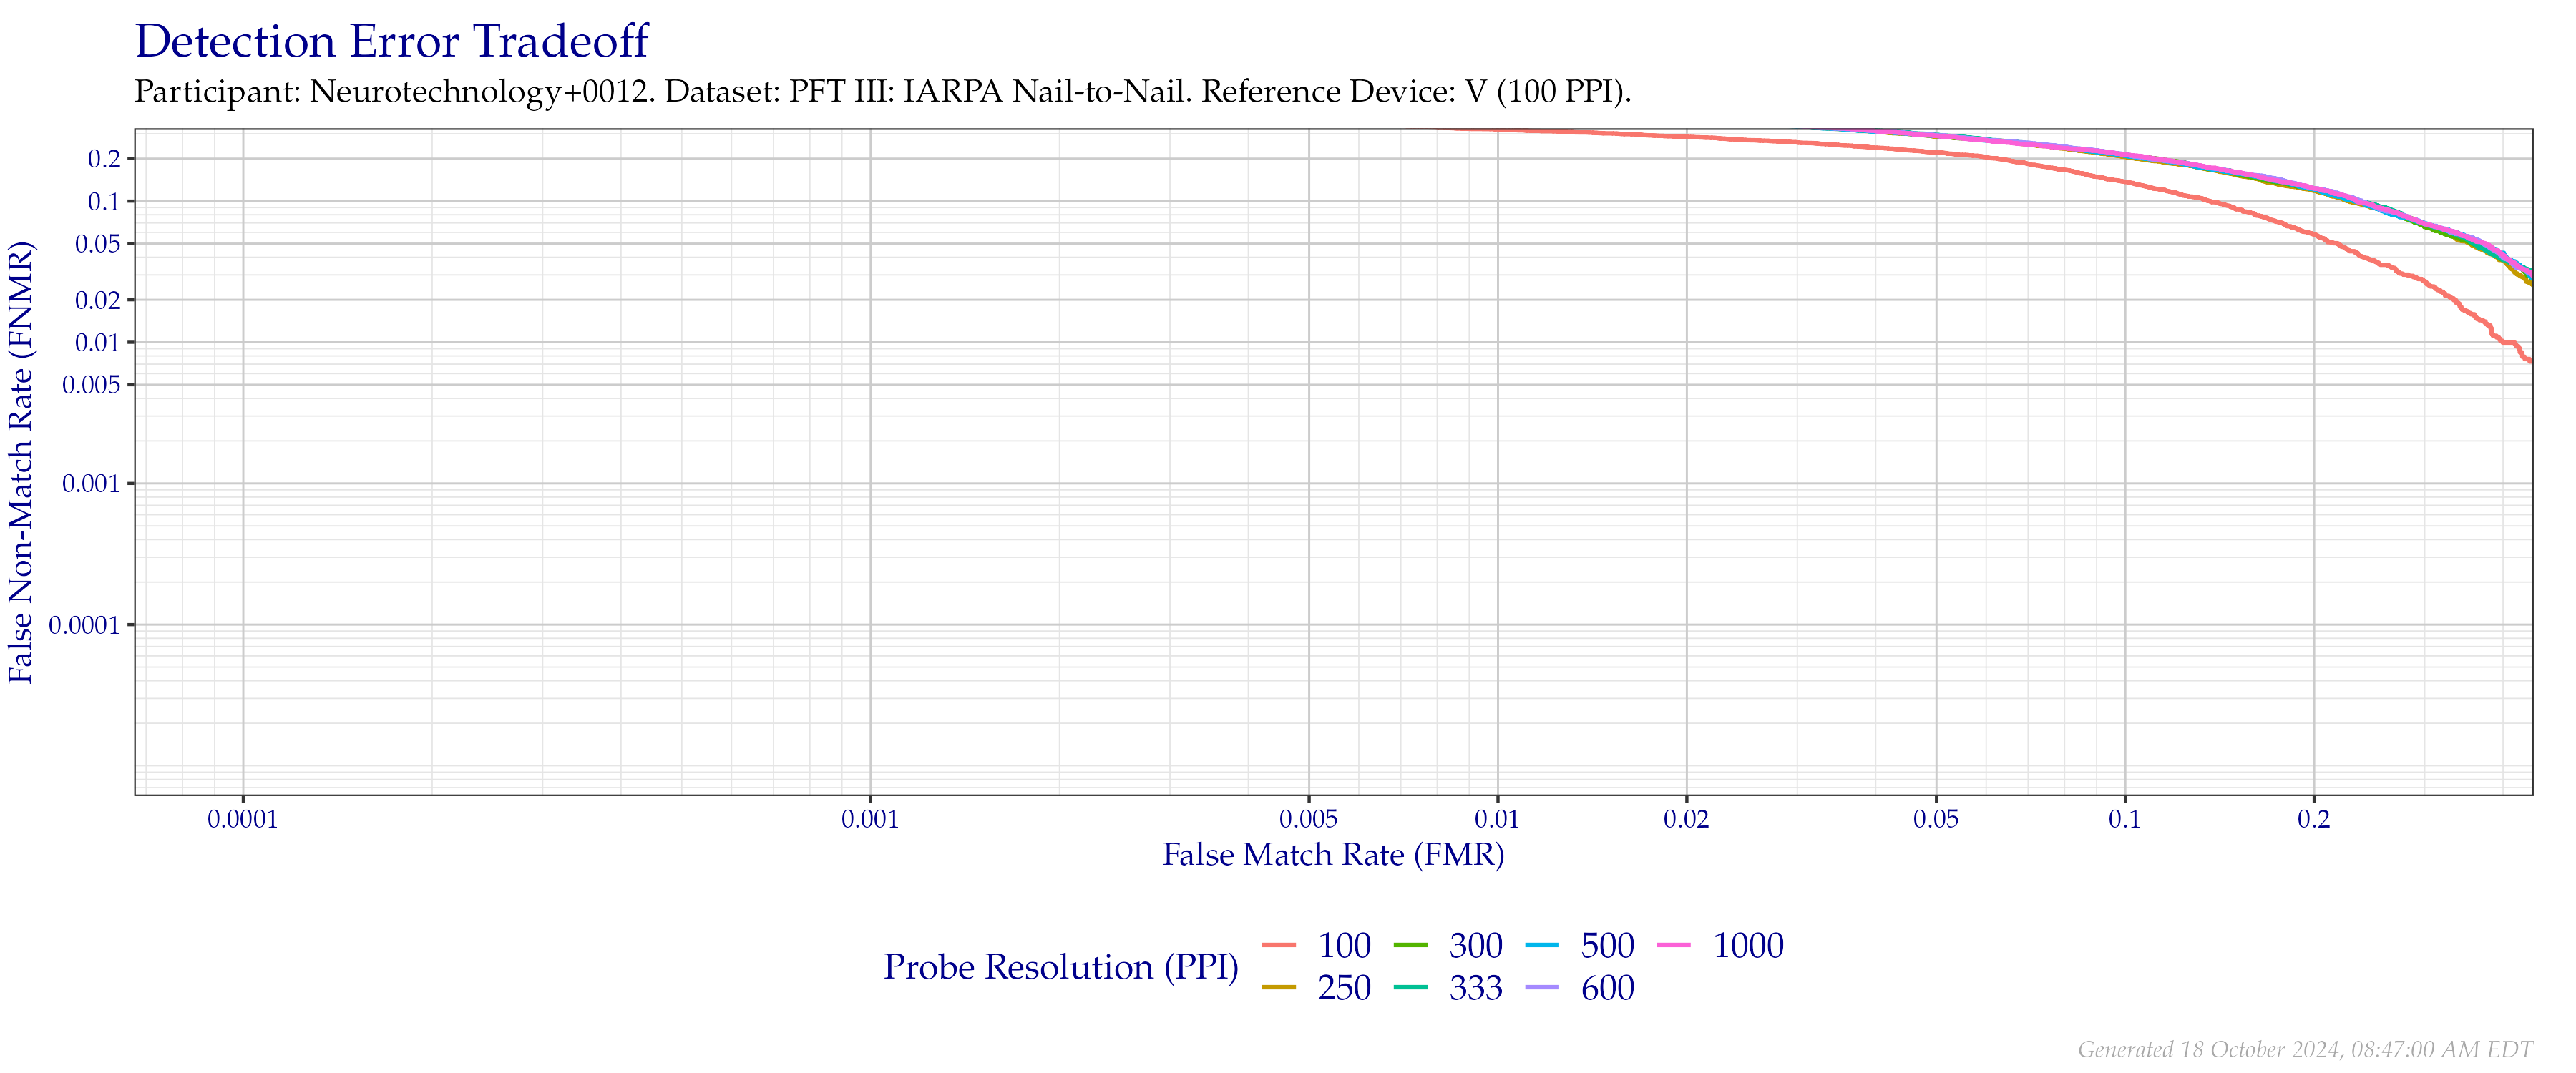 Detection Error Tradeoff
Participant: Neurotechnology+0012. Dataset: PFT III: IARPA Nail-to-Nail. Reference Device: V (100 PPI).
False Non-Match Rate (FNMR)
0.2
0.1
0.05
0.02
0.01
0.005
0.001
0.0001
0.0001 0.001 0.005 0.01 0.02 0.05 0.1 0.2
False Match Rate (FMR)
Probe Resolution (PPI)
100 300 500 1000
250 333 600
Generated 18 October 2024, 08:47:00 AM EDT